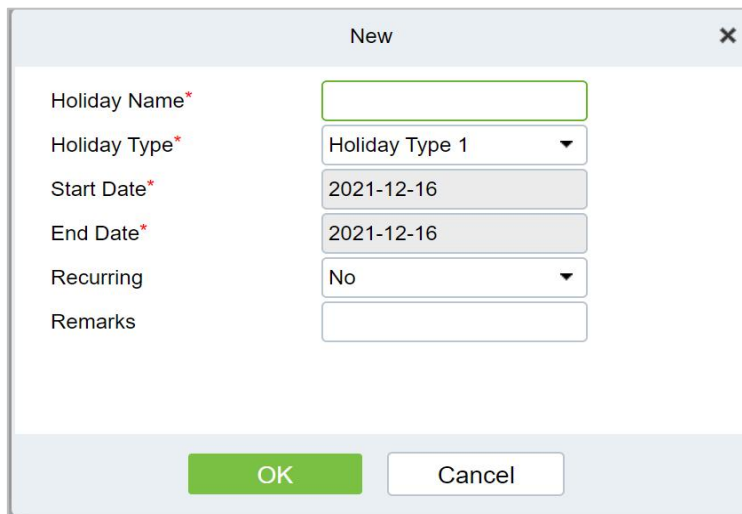 New
Holiday Name*
Holiday Type* Holiday Type 1
Start Date* 2021-12-16
End Date* 2021-12-16
Recurring No
Remarks
OK Cancel